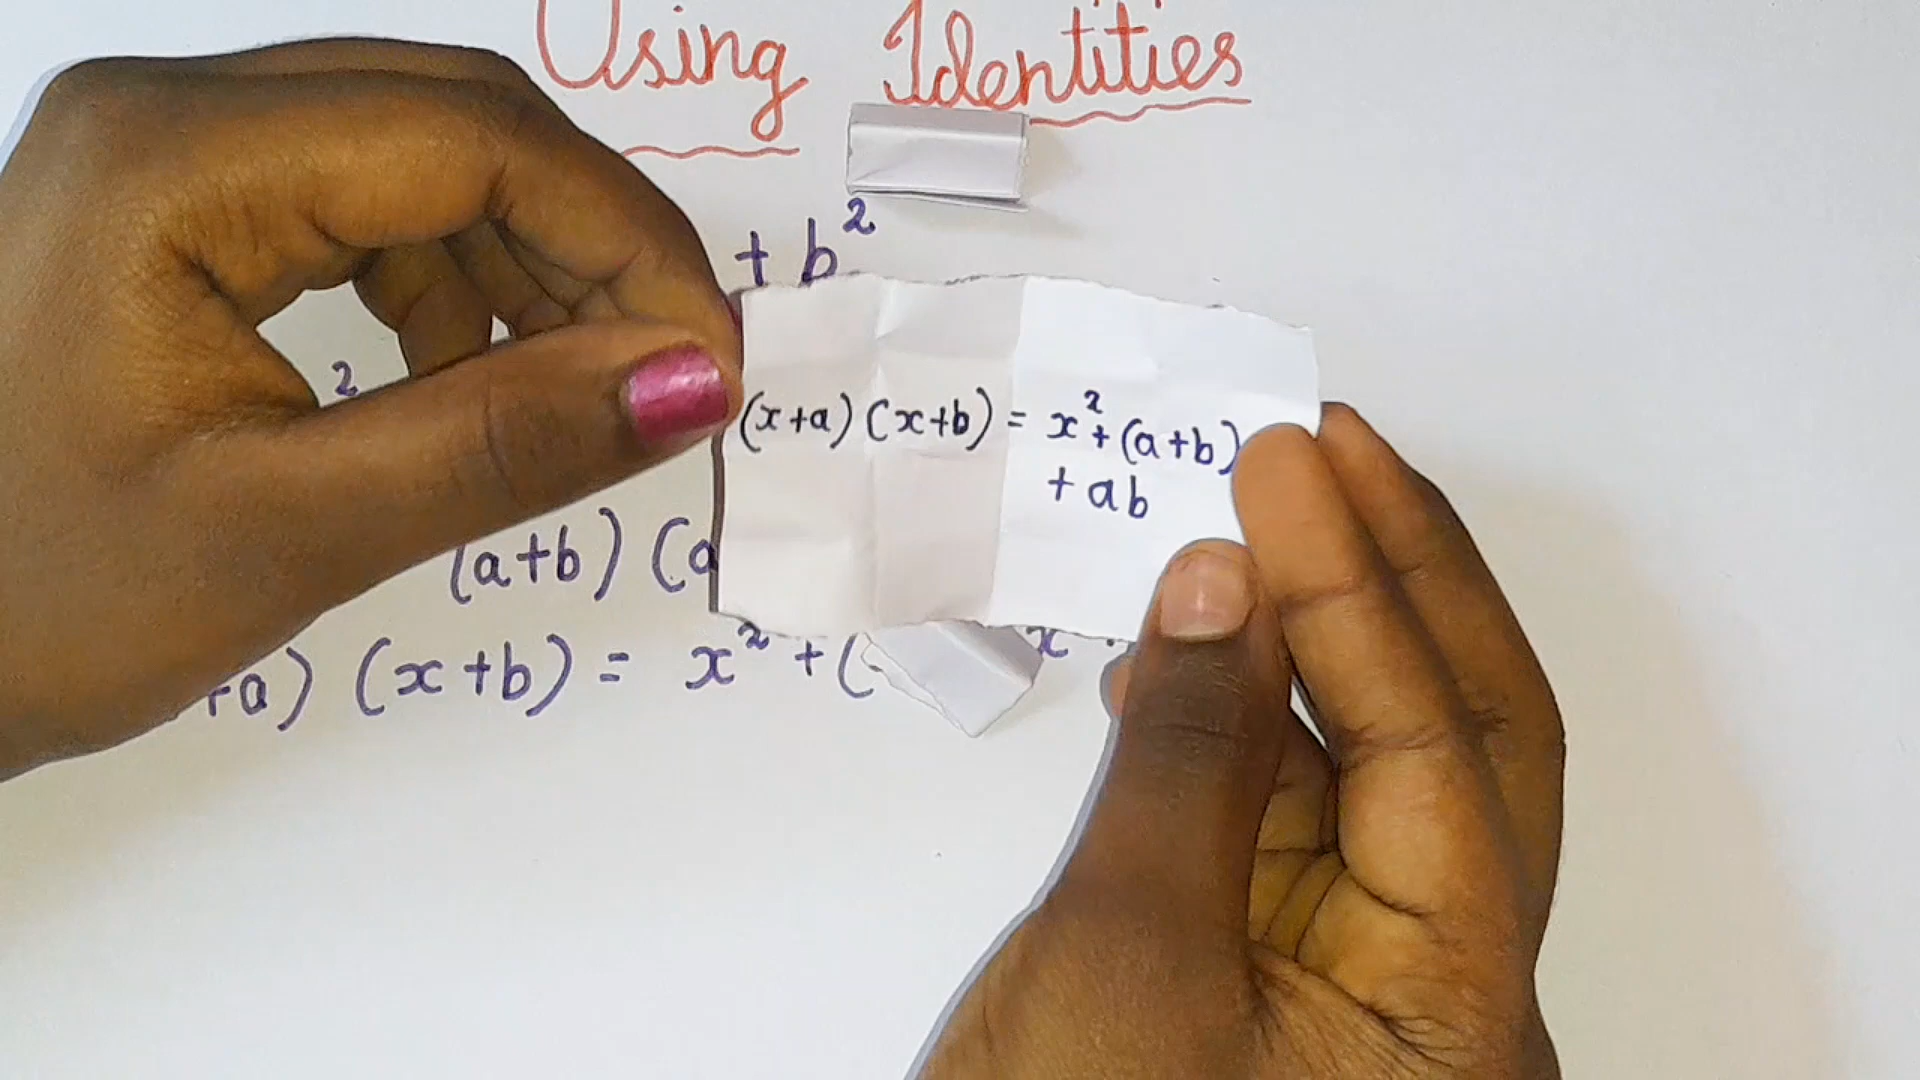 Using Identities
+ b²
2
(x+a) (x+b) = x² + (a+b)
+ ab
(a+b) (a
+a) (x+b) = x² + ( x